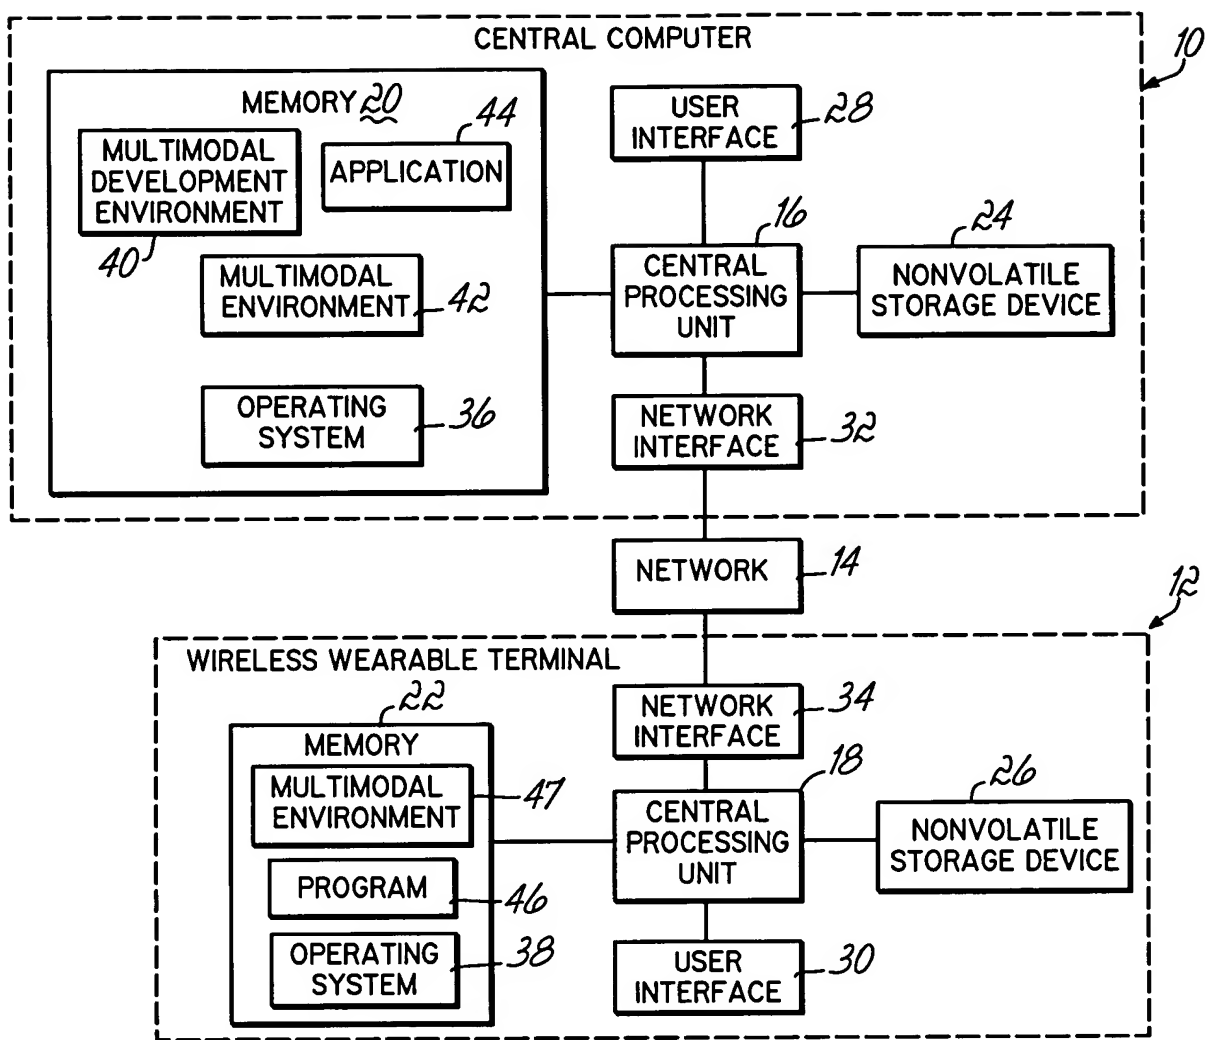 CENTRAL COMPUTER
10
MEMORY 20
MULTIMODAL
DEVELOPMENT
ENVIRONMENT
40
44
APPLICATION
MULTIMODAL
ENVIRONMENT
42
OPERATING
SYSTEM
36
USER
INTERFACE
28
16
CENTRAL
PROCESSING
UNIT
24
NONVOLATILE
STORAGE DEVICE
NETWORK
INTERFACE
32
NETWORK
14
12
WIRELESS WEARABLE TERMINAL
22
MEMORY
MULTIMODAL
ENVIRONMENT
47
PROGRAM
46
OPERATING
SYSTEM
38
NETWORK
INTERFACE
34
18
CENTRAL
PROCESSING
UNIT
26
NONVOLATILE
STORAGE DEVICE
USER
INTERFACE
30